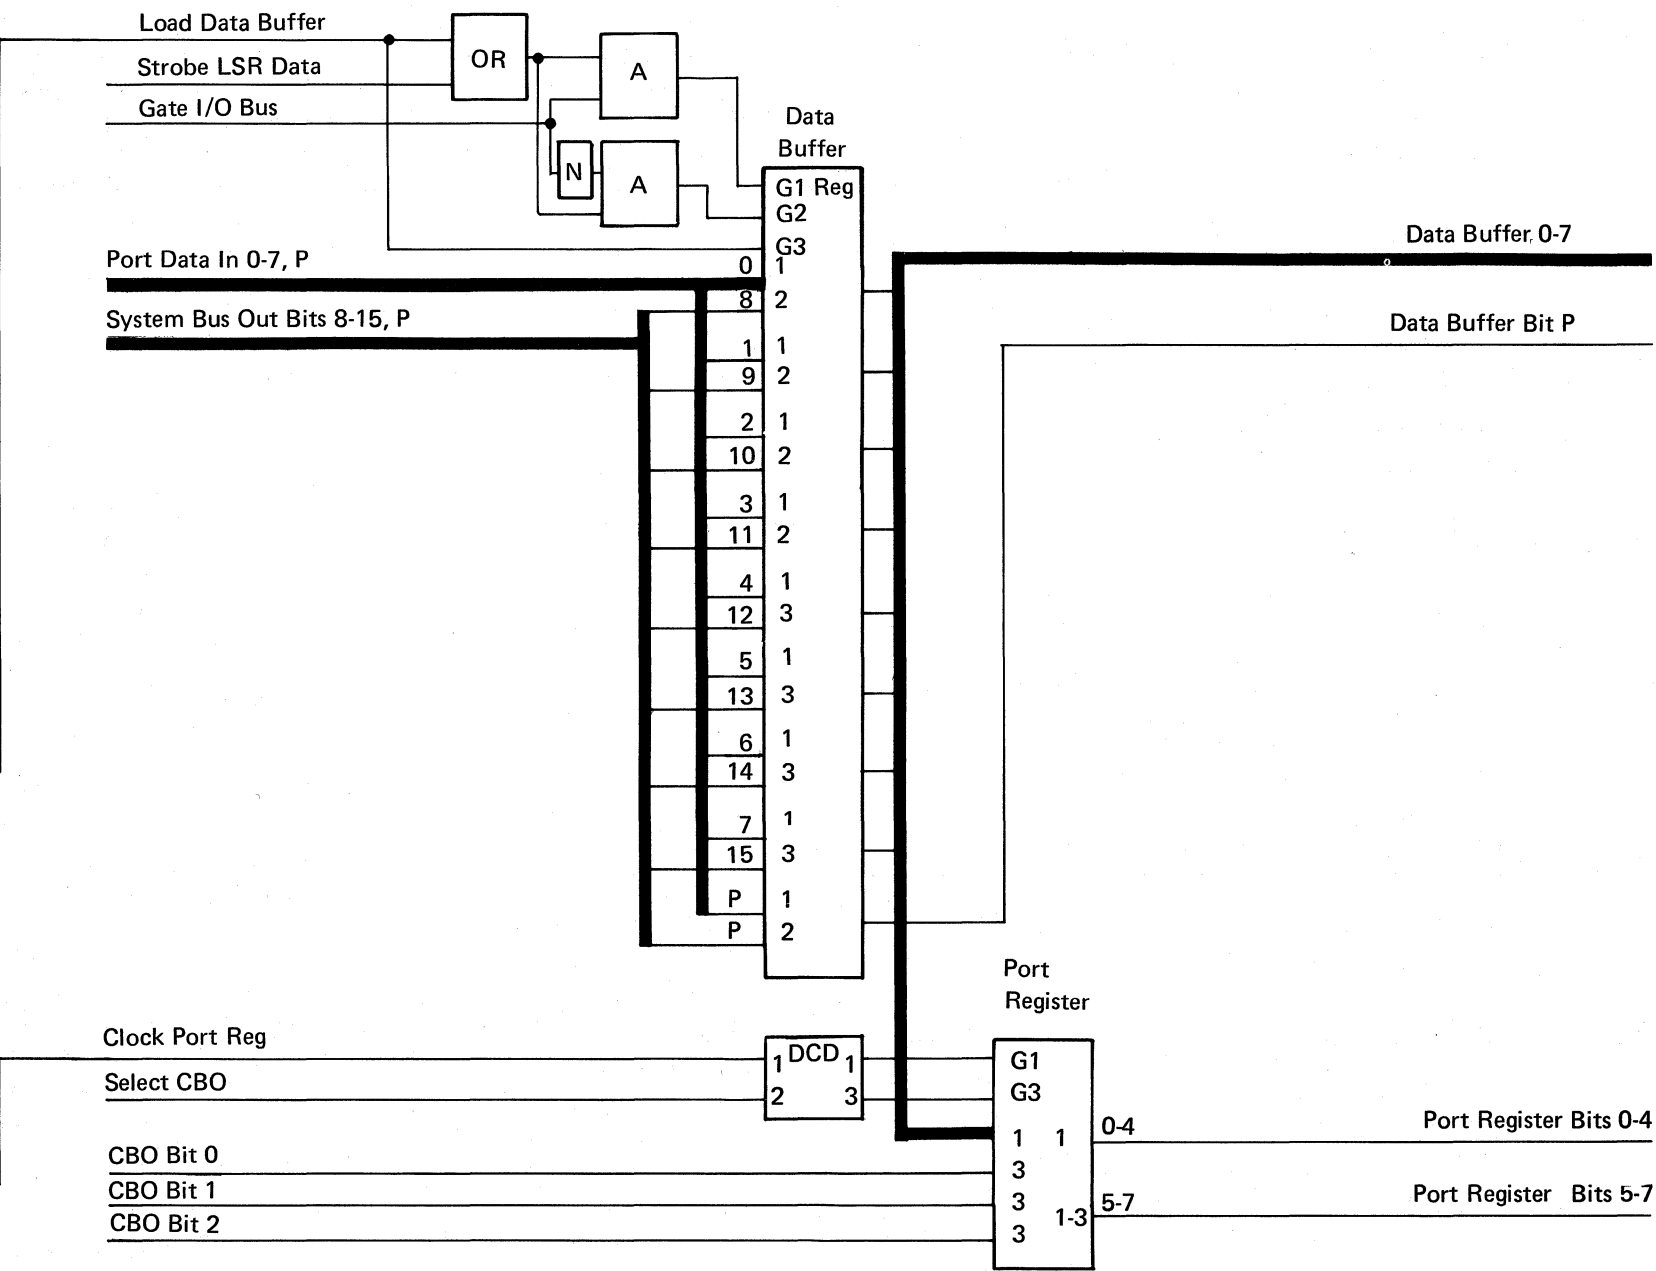 Load Data Buffer
Strobe LSR Data
Gate I/O Bus
OR
A
N
A
Data
Buffer
G1 Reg
G2
G3
Port Data In 0-7, P
System Bus Out Bits 8-15, P
0 1
8 2
1 1
9 2
2 1
10 2
3 1
11 2
4 1
12 3
5 1
13 3
6 1
14 3
7 1
15 3
P 1
P 2
Data Buffer 0-7
Data Buffer Bit P
Port
Register
Clock Port Reg
Select CBO
1 DCD 1
2 3
G1
G3
CBO Bit 0
CBO Bit 1
CBO Bit 2
1 1
3
3 1-3
3
0-4
5-7
Port Register Bits 0-4
Port Register Bits 5-7